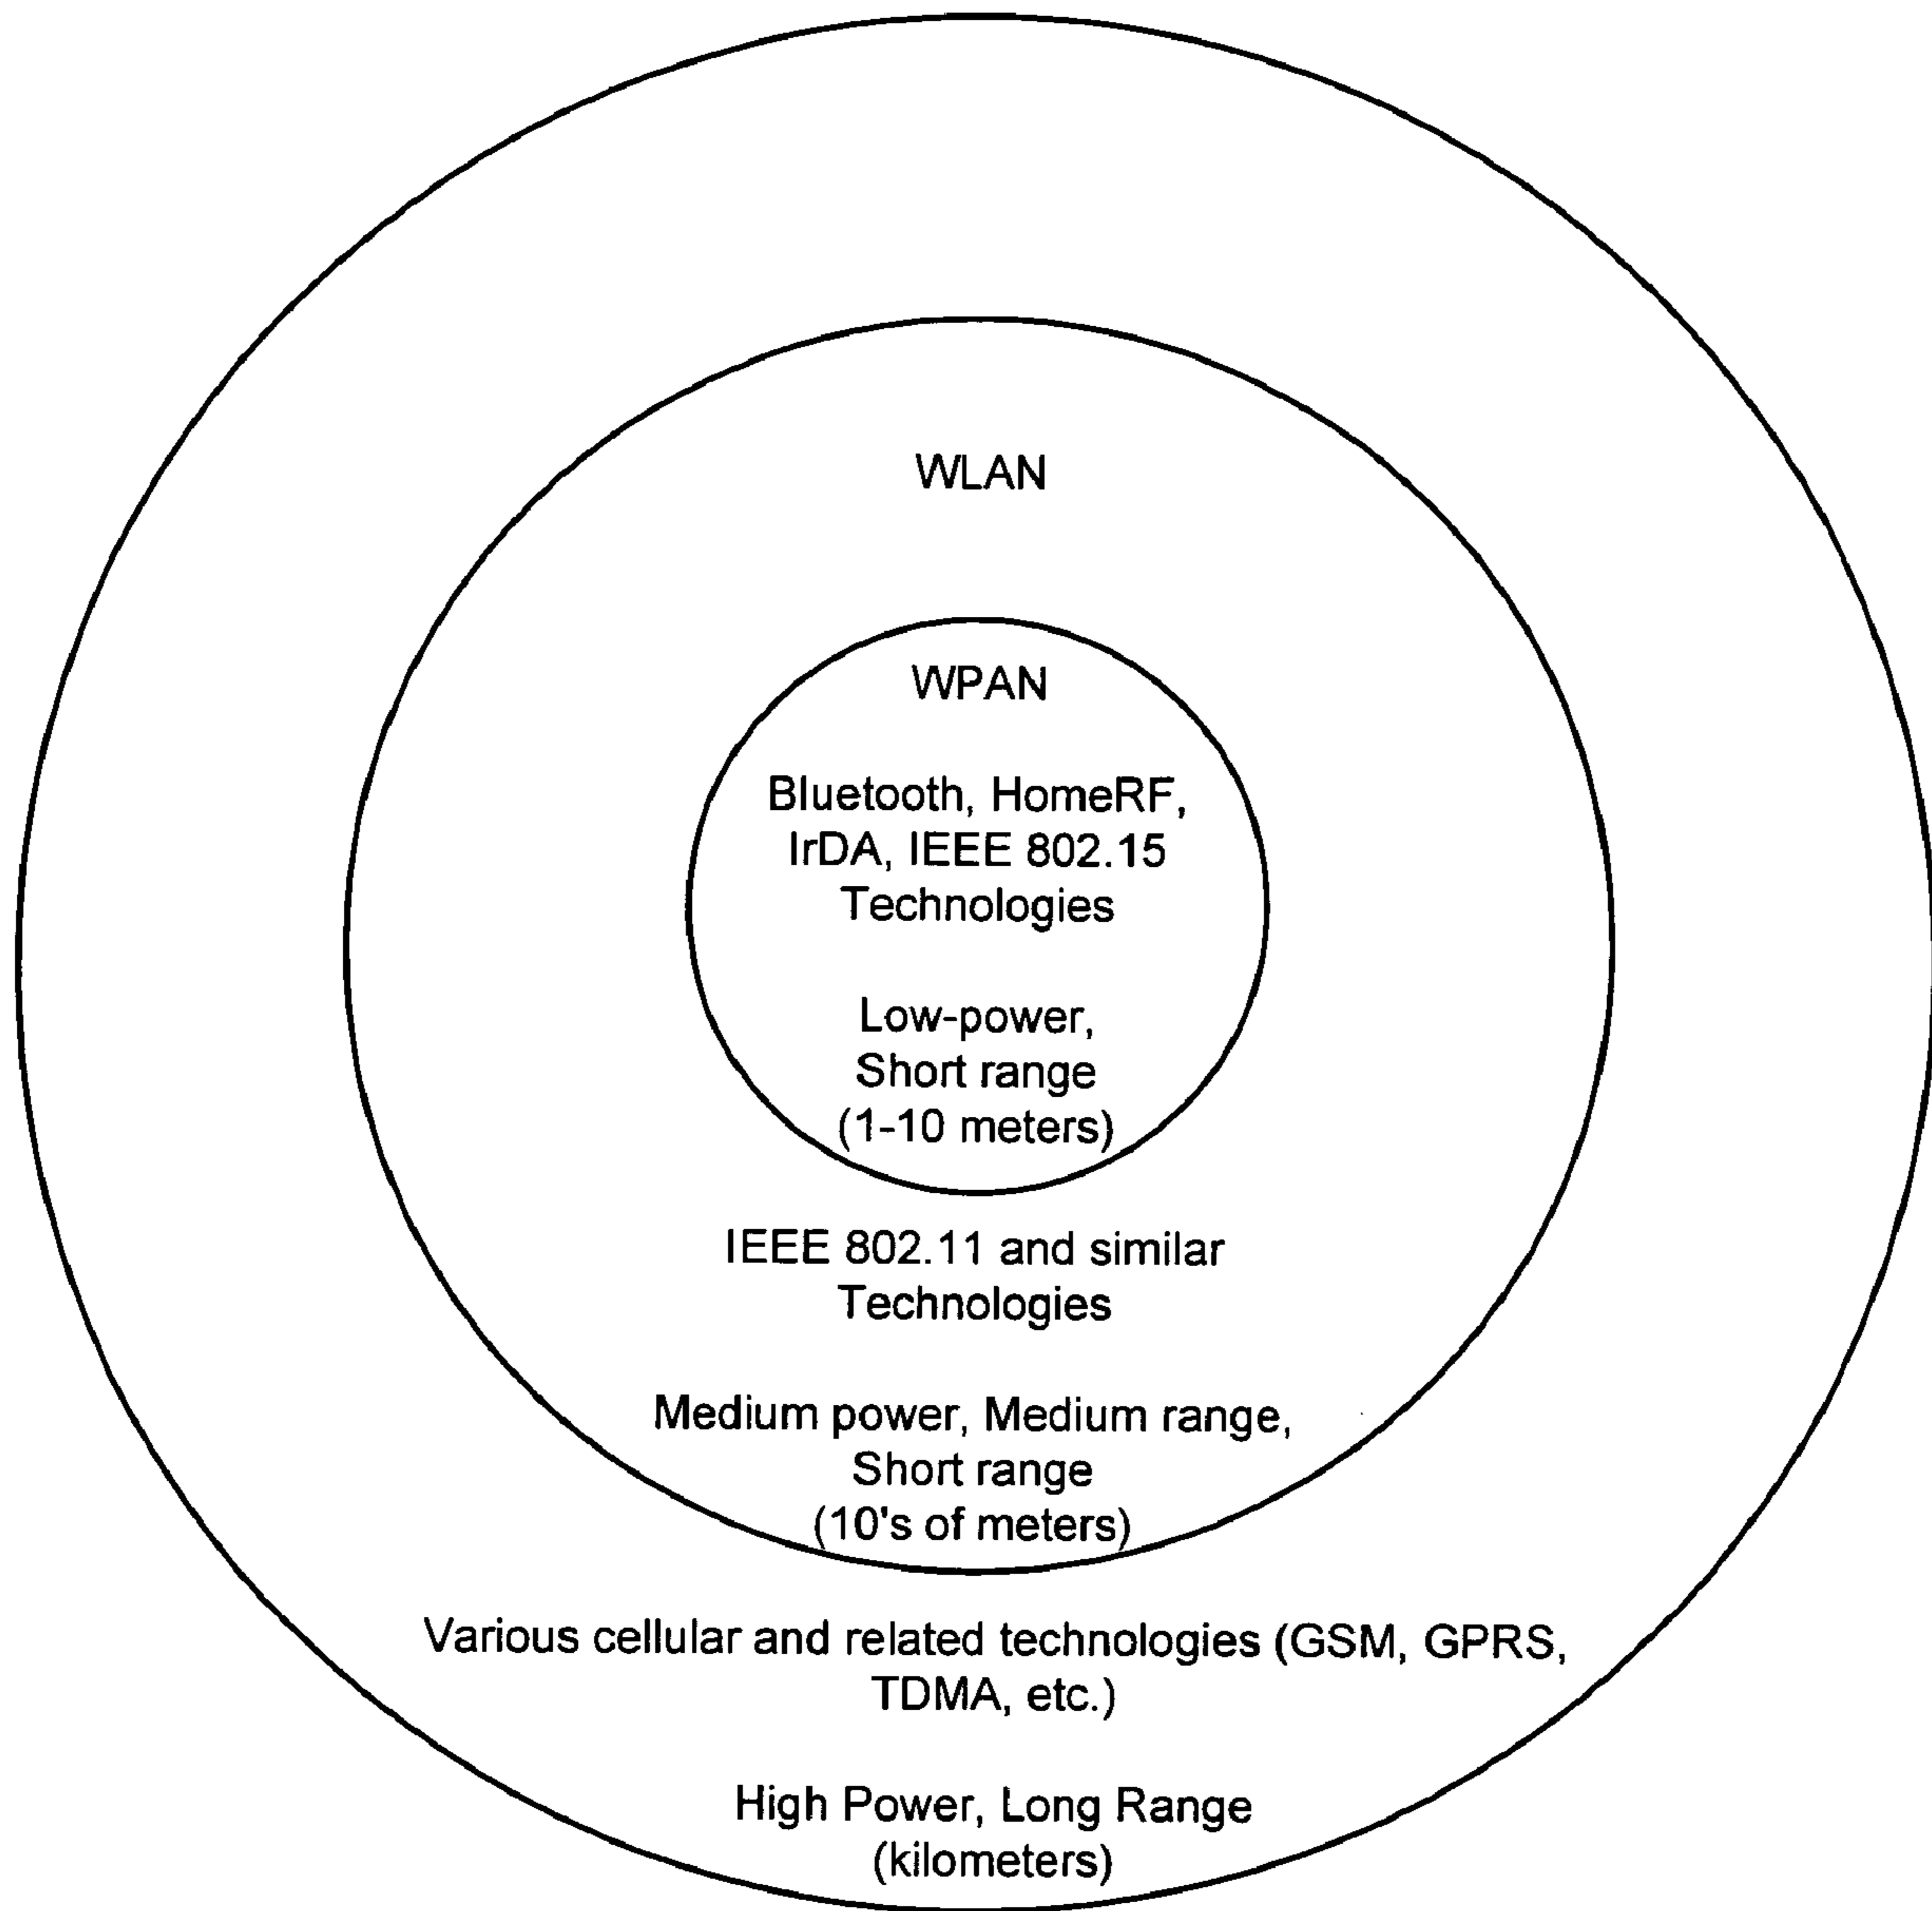 WLAN
WPAN
Bluetooth, HomeRF,
IrDA, IEEE 802.15
Technologies
Low-power,
Short range
(1-10 meters)
IEEE 802.11 and similar
Technologies
Medium power, Medium range,
Short range
(10's of meters)
Various cellular and related technologies (GSM, GPRS,
TDMA, etc.)
High Power, Long Range
(kilometers)